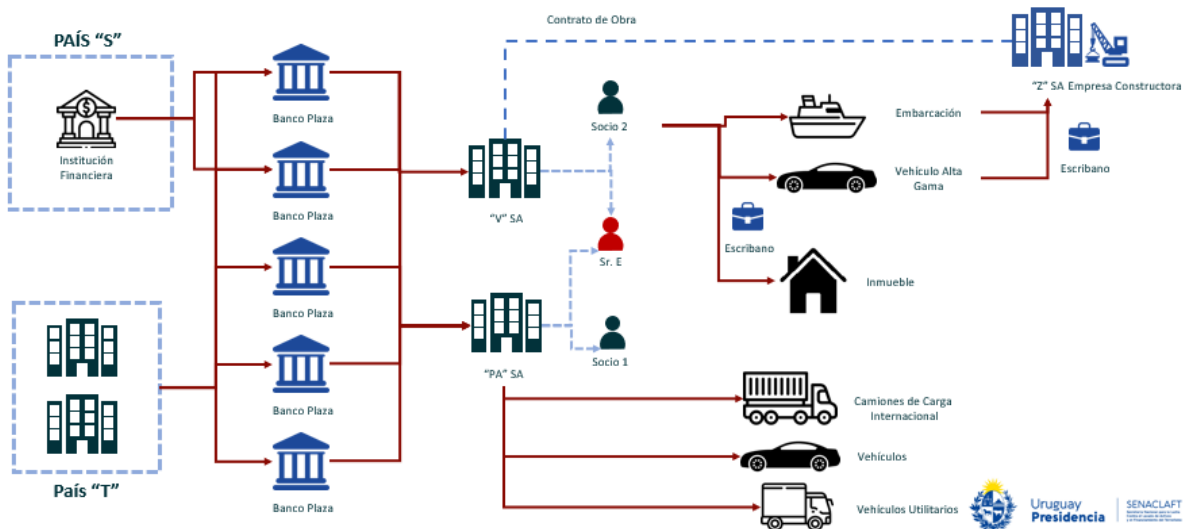 Contrato de Obra
PAÍS “S”
Institución
Financiera
Banco Plaza
Banco Plaza
Banco Plaza
Banco Plaza
Banco Plaza
País “T”
“V” SA
“PA” SA
Socio 2
Sr. E
Socio 1
“Z” SA Empresa Constructora
Embarcación
Vehículo Alta
Gama
Escribano
Escribano
Inmueble
Camiones de Carga
Internacional
Vehículos
Vehículos Utilitarios
Uruguay
Presidencia
SENACLAFT